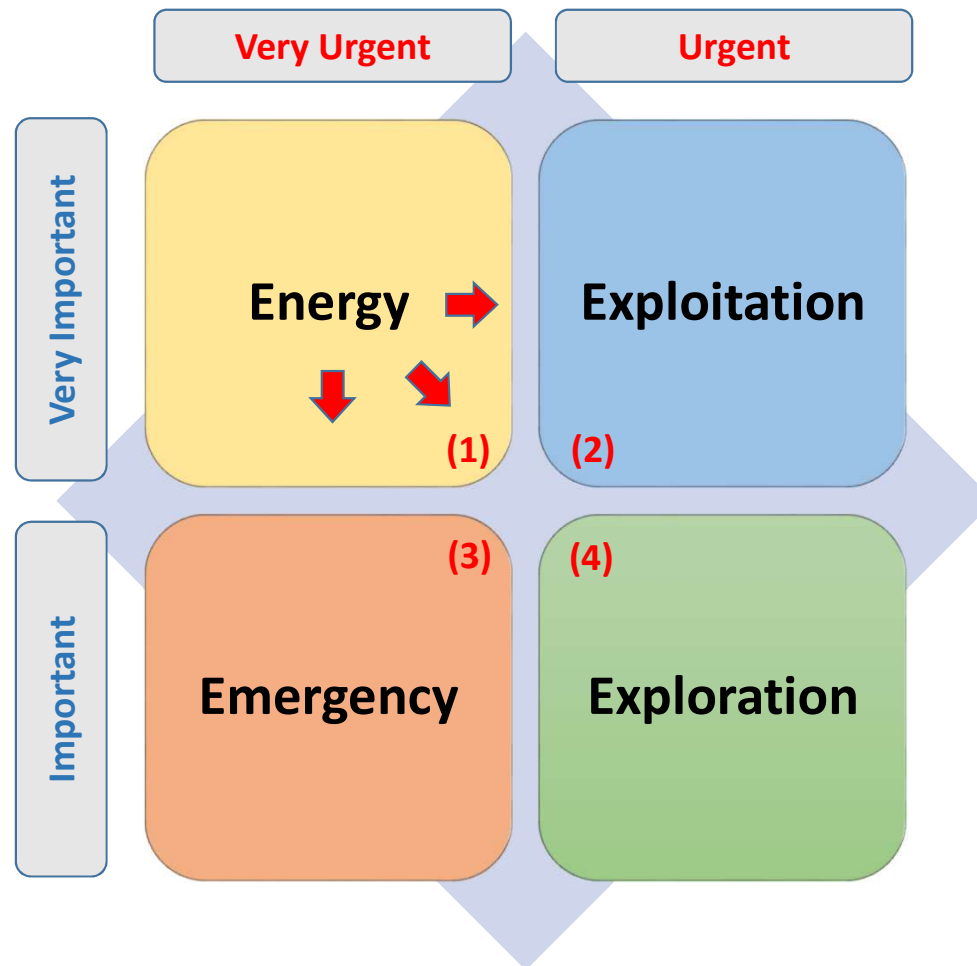 Very Urgent
Urgent
Very Important
Energy
Exploitation
(1)
(2)
Important
(3)
(4)
Emergency
Exploration